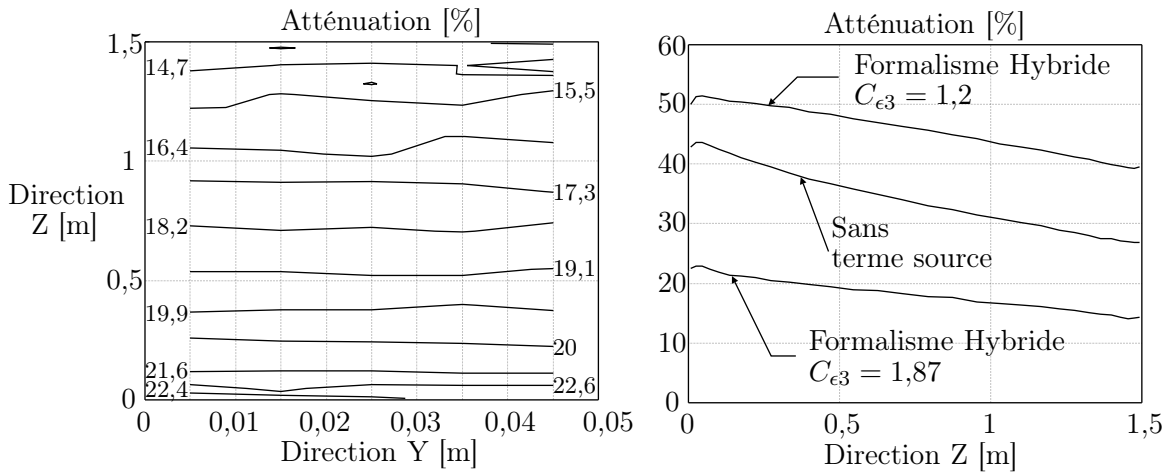 Atténuation [%]
1,5
14,7
15,5
16,4
1
Direction
Z [m]
17,3
18,2
19,1
0,5
19,9
20
21,6
22,4
22,6
0
0 0,01 0,02 0,03 0,04 0,05
Direction Y [m]
Atténuation [%]
60
Formalisme Hybride
Cϵ3 = 1,2
50
40
30
Sans
terme source
20
10
Formalisme Hybride
Cϵ3 = 1,87
0
0 0,5 1 1,5
Direction Z [m]